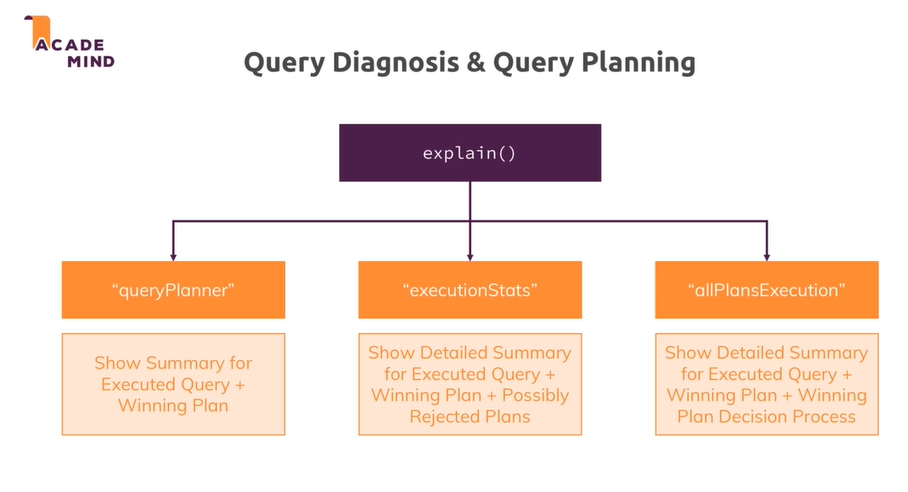 ACADE
MIND
Query Diagnosis & Query Planning
explain()
“queryPlanner”
“executionStats”
“allPlansExecution”
Show Summary for
Executed Query +
Winning Plan
Show Detailed Summary
for Executed Query +
Winning Plan + Possibly
Rejected Plans
Show Detailed Summary
for Executed Query +
Winning Plan + Winning
Plan Decision Process